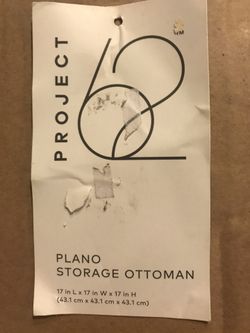 PROJECT
62
PLANO
STORAGE OTTOMAN
17 in L x 17 in W x 17 in H
(43.1 cm x 43.1 cm x 43.1 cm)